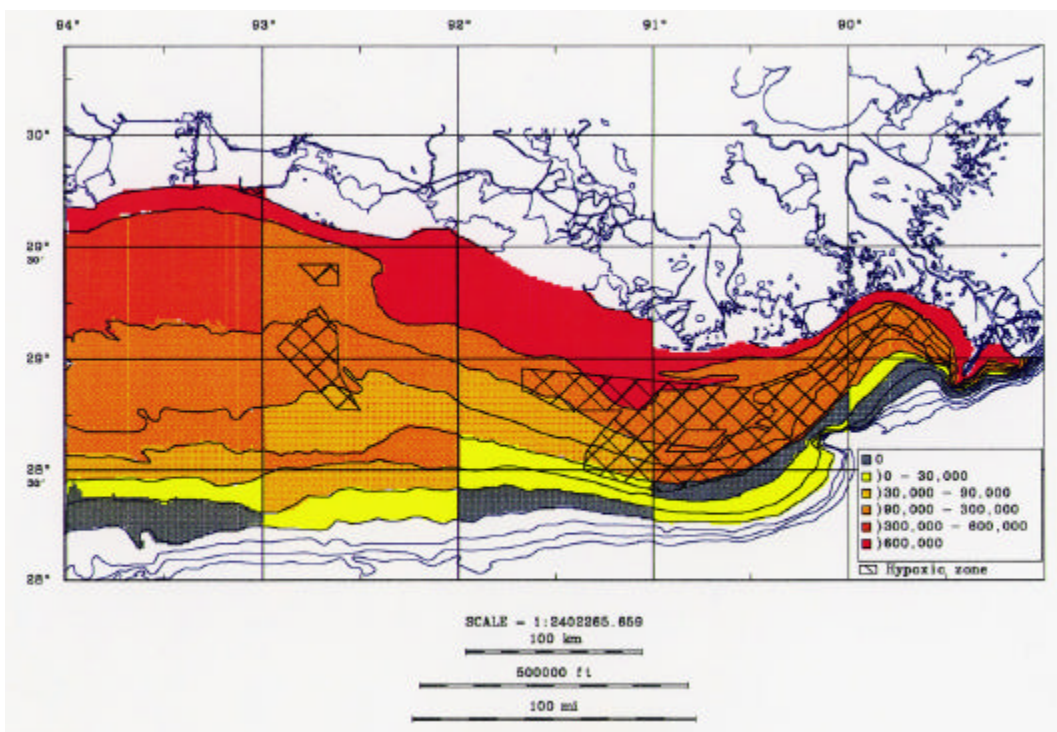 94° 93° 92° 91° 90°
30°
29°
30'
29°
28°
30'
28°
0
)0 - 30,000
)30,000 - 90,000
)90,000 - 300,000
)300,000 - 600,000
)600,000
Hypoxic zone
SCALE = 1:2402265.659
100 km
500000 ft
100 mi